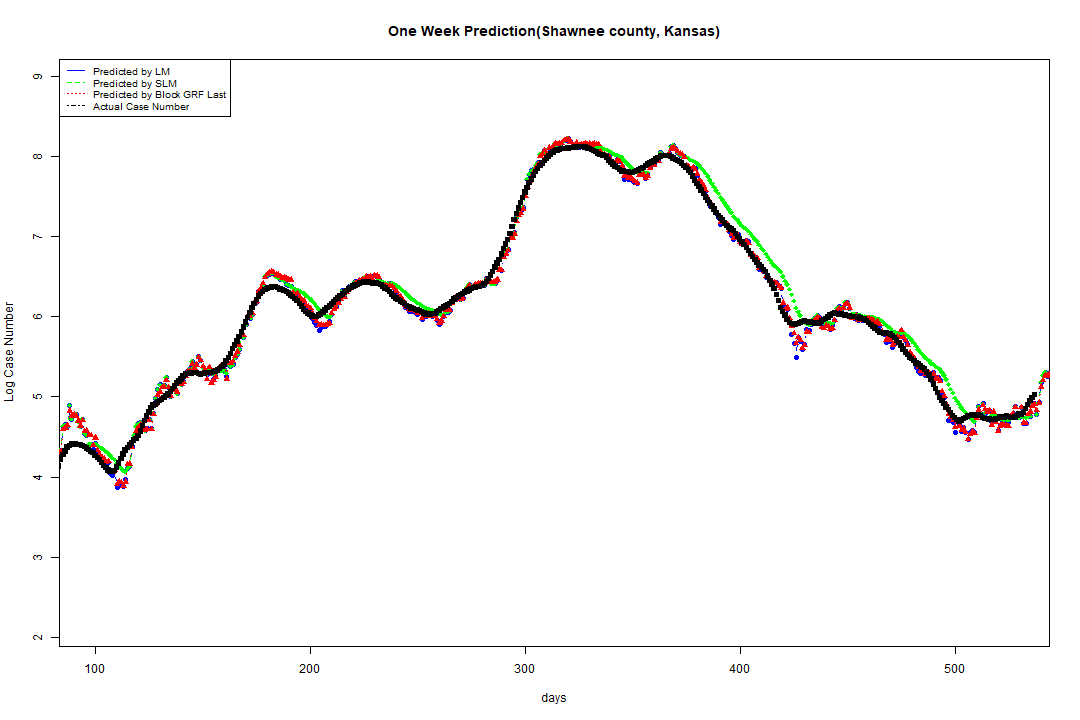 One Week Prediction(Shawnee county, Kansas)
Predicted by LM
Predicted by SLM
Predicted by Block GRF Last
Actual Case Number
9
8
7
6
5
4
3
2
Log Case Number
100 200 300 400 500
days